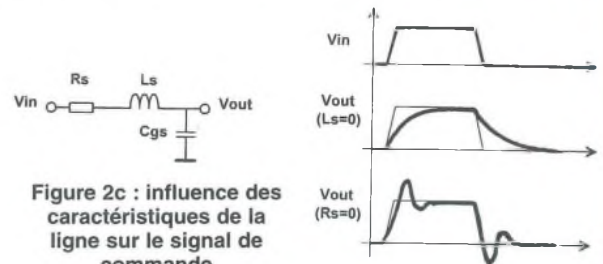 Vin
Rs
Ls
Vin
Vout
Cgs
Vout
(Ls=0)
Vout
(Rs=0)
Figure 2c : influence des
caractéristiques de la
ligne sur le signal de
commande